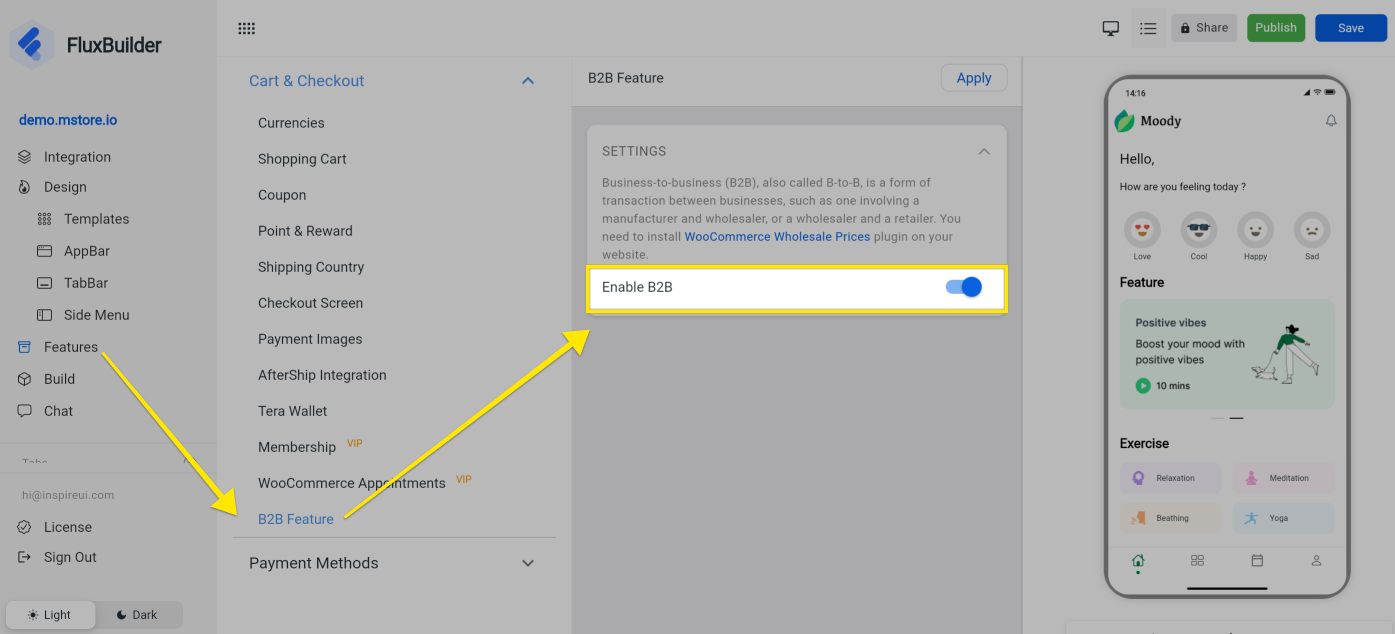 FluxBuilder
demo.mstore.io
Integration
Design
Templates
AppBar
TabBar
Side Menu
Features
Build
Chat
Tabs
hi@inspireui.com
License
Sign Out
Light
Dark
Cart & Checkout
Currencies
Shopping Cart
Coupon
Point & Reward
Shipping Country
Checkout Screen
Payment Images
AfterShip Integration
Tera Wallet
Membership VIP
WooCommerce Appointments VIP
B2B Feature
Payment Methods
B2B Feature
Apply
SETTINGS
Business-to-business (B2B), also called B-to-B, is a form of
transaction between businesses, such as one involving a
manufacturer and wholesaler, or a wholesaler and a retailer. You
need to install WooCommerce Wholesale Prices plugin on your
website.
Enable B2B
Share
Publish
Save
14:16
Moody
Hello,
How are you feeling today ?
Love
Cool
Happy
Sad
Feature
Positive vibes
Boost your mood with
positive vibes
10 mins
Exercise
Relaxation
Meditation
Beathing
Yoga